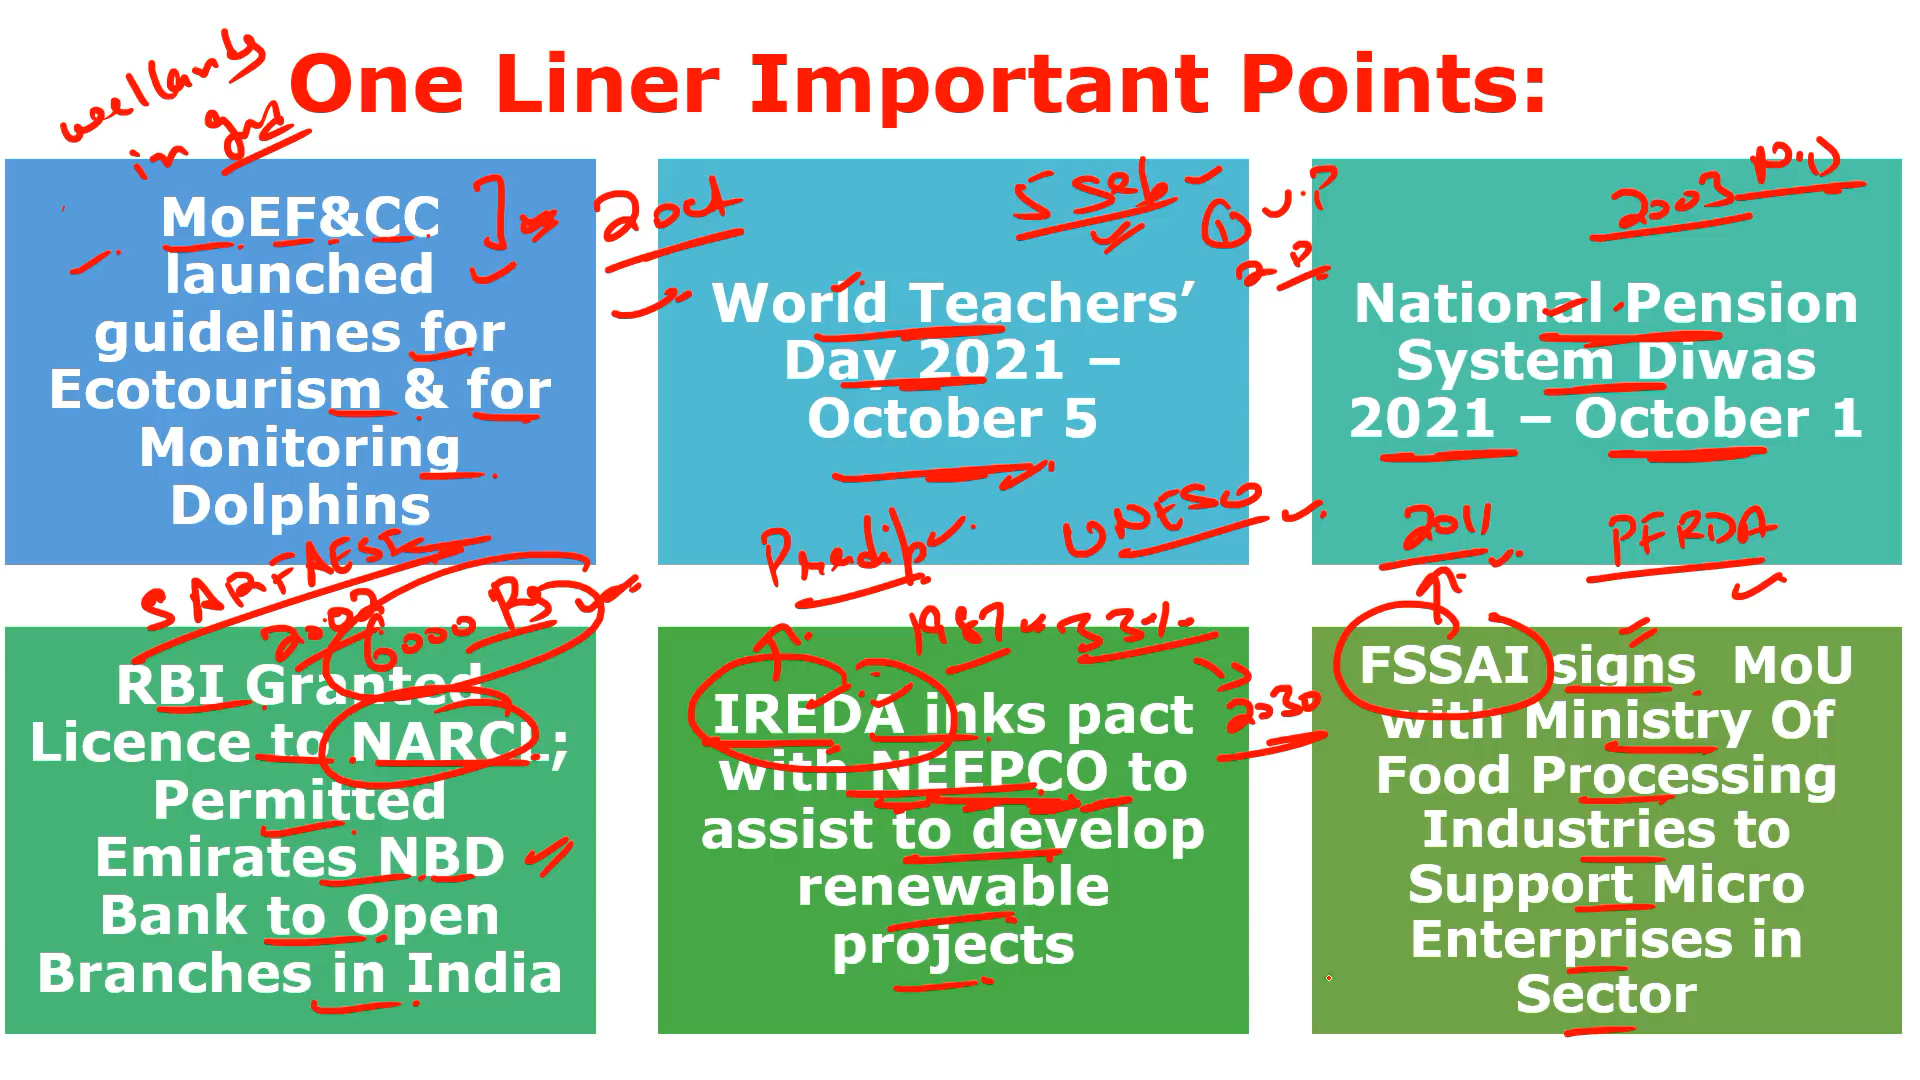 One Liner Important Points:
in
MoEF&CC
launched
guidelines for
Ecotourism & for
Monitoring
Dolphins
2 oct
5 Seb
World Teachers’
Day 2021 –
October 5
UNESCO
2003
National Pension
System Diwas
2021 – October 1
2011
PFRDA
SARFAESI
2002
6000 Rs
RBI Granted
Licence to NARCL;
Permitted
Emirates NBD
Bank to Open
Branches in India
1987
33%
2030
IREDA inks pact
with NEEPCO to
assist to develop
renewable
projects
FSSAI signs MoU
with Ministry Of
Food Processing
Industries to
Support Micro
Enterprises in
Sector